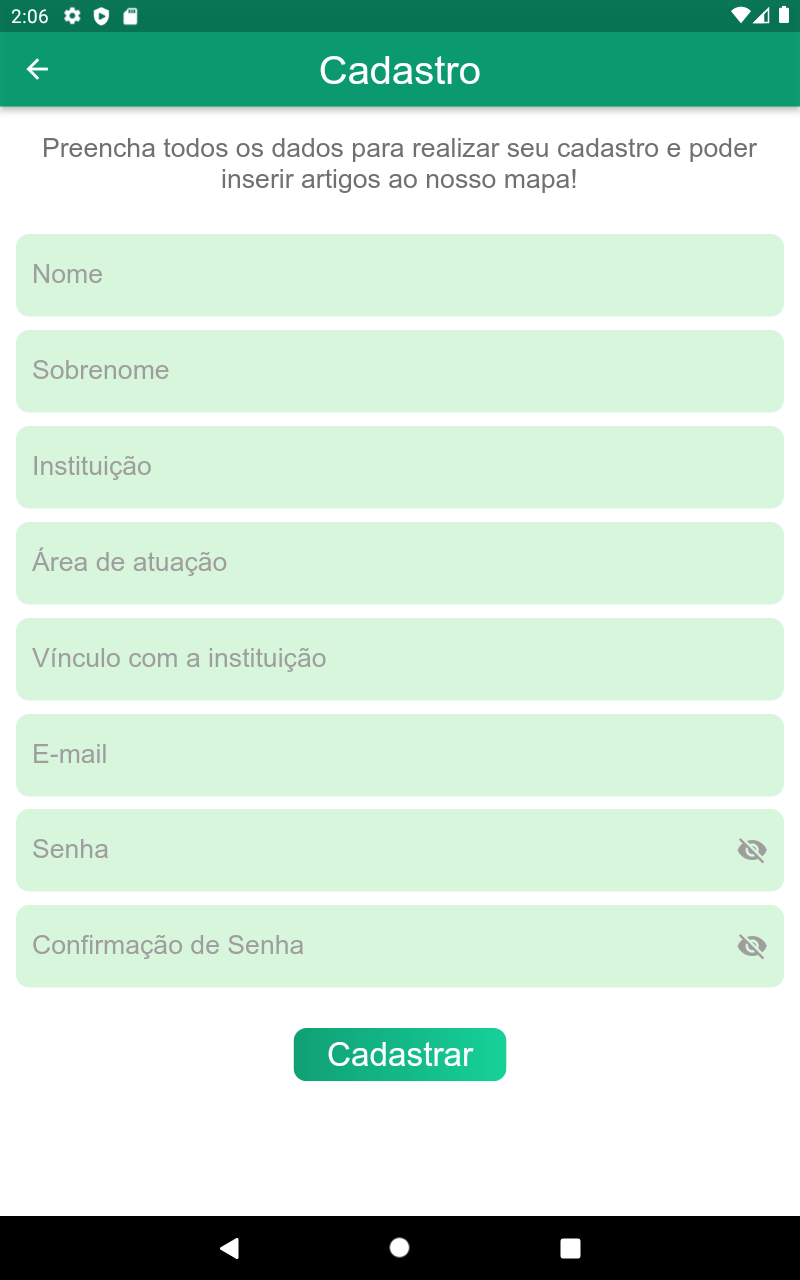 2:06
Cadastro
Preencha todos os dados para realizar seu cadastro e poder
inserir artigos ao nosso mapa!
Nome
Sobrenome
Instituição
Área de atuação
Vínculo com a instituição
E-mail
Senha
Confirmação de Senha
Cadastrar